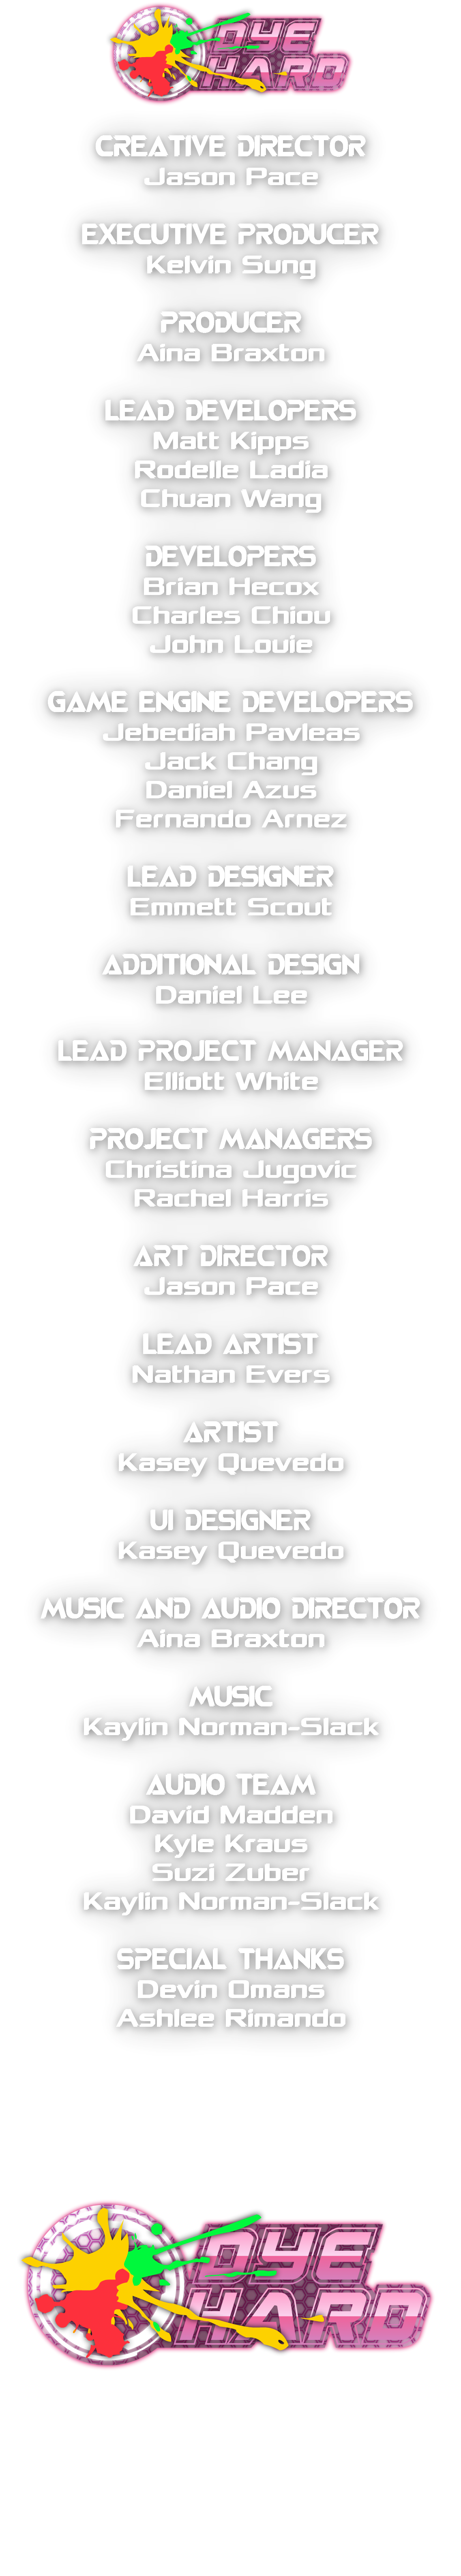 DYE
HARD
CREATIVE DIRECTOR
Jason Pace
EXECUTIVE PRODUCER
Kelvin Sung
PRODUCER
Aina Braxton
LEAD DEVELOPERS
Matt Kipps
Rodelle Ladia
Chuan Wang
DEVELOPERS
Brian Hecox
Charles Chiou
John Louie
GAME ENGINE DEVELOPERS
Jebediah Pavleas
Jack Chang
Daniel Azus
Fernando Arnez
LEAD DESIGNER
Emmett Scout
ADDITIONAL DESIGN
Daniel Lee
LEAD PROJECT MANAGER
Elliott White
PROJECT MANAGERS
Christina Jugovic
Rachel Harris
ART DIRECTOR
Jason Pace
LEAD ARTIST
Nathan Evers
ARTIST
Kasey Quevedo
UI DESIGNER
Kasey Quevedo
MUSIC AND AUDIO DIRECTOR
Aina Braxton
MUSIC
Kaylin Norman-Slack
AUDIO TEAM
David Madden
Kyle Kraus
Suzi Zuber
Kaylin Norman-Slack
SPECIAL THANKS
Devin Omans
Ashlee Rimando
DYE
HARD